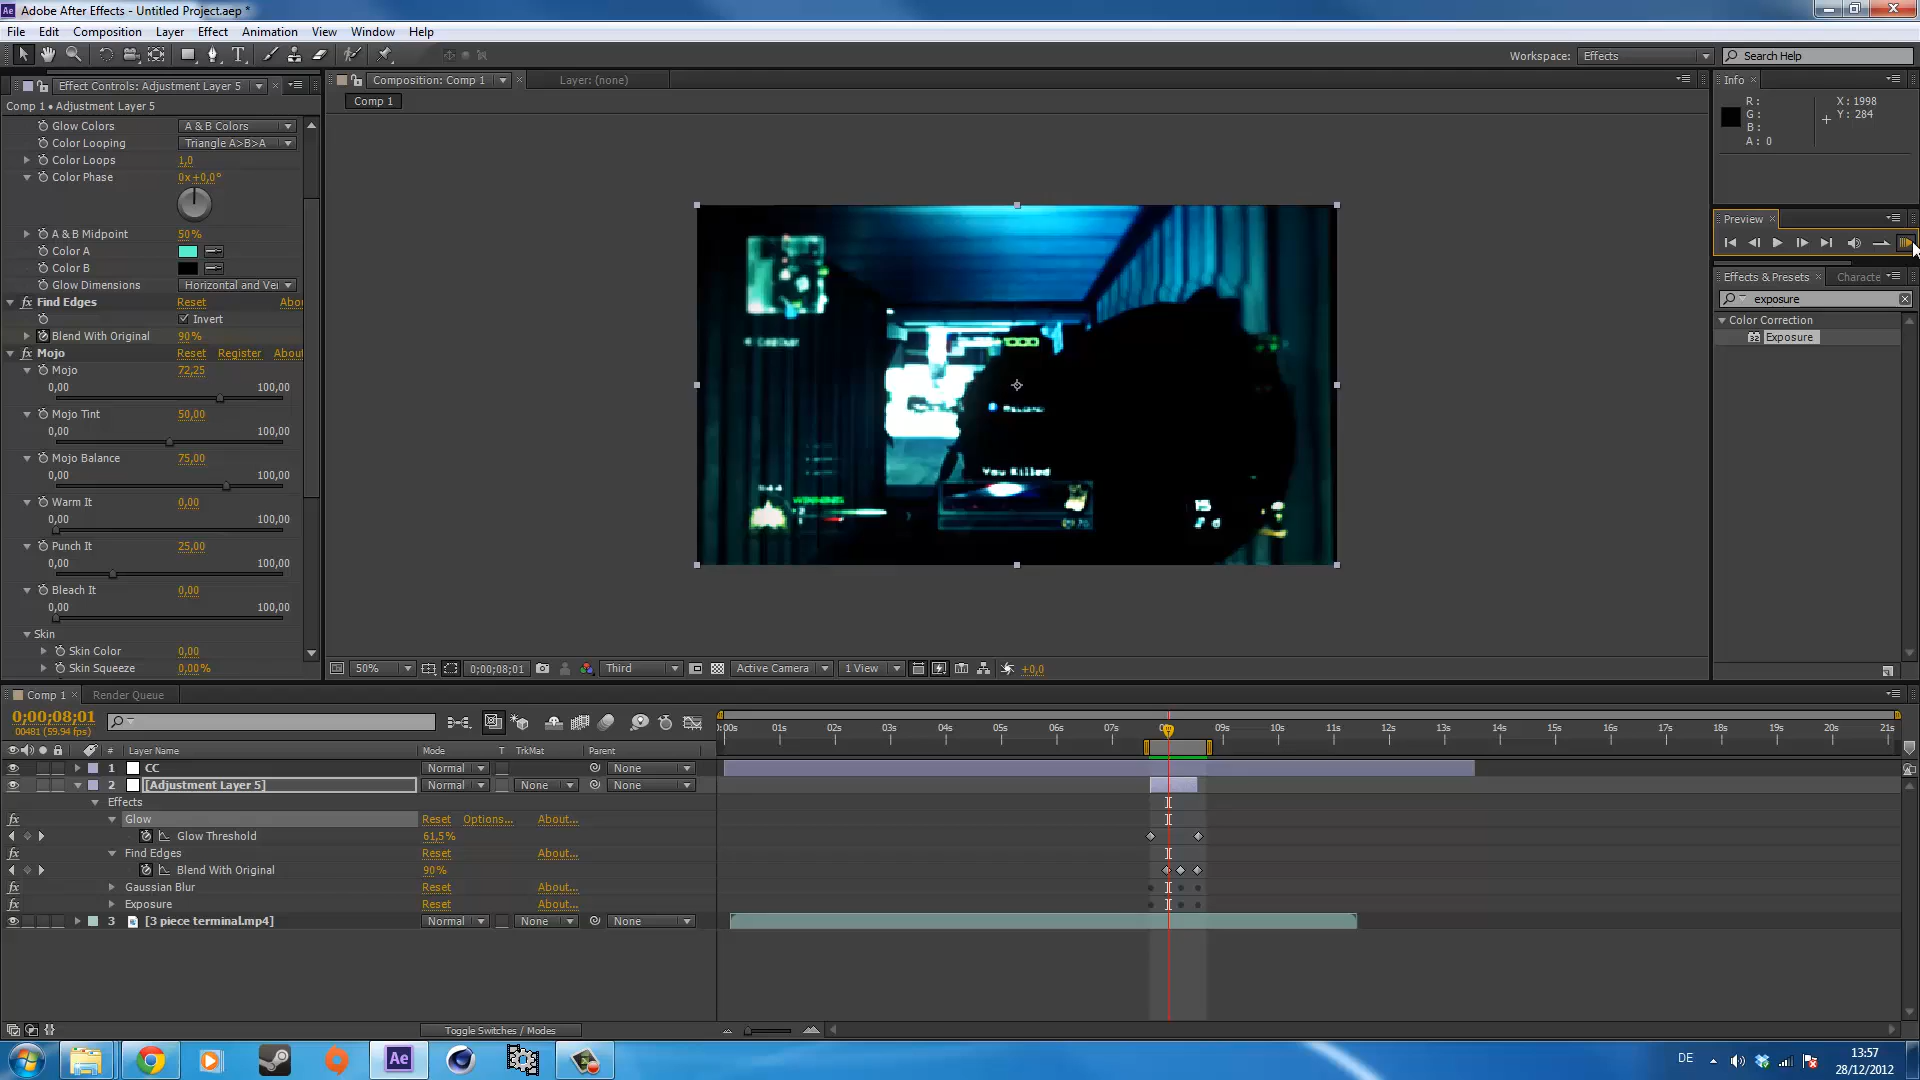 Adobe After Effects - Untitled Project.aep *
File Edit Composition Layer Effect Animation View Window Help
Workspace: Effects Search Help
Effect Controls: Adjustment Layer 5
Comp 1 • Adjustment Layer 5
Glow Colors A & B Colors
Color Looping Triangle A>B>A
Color Loops 1,0
Color Phase 0x+0,0°
A & B Midpoint 50%
Color A
Color B
Glow Dimensions Horizontal and Ver
fx Find Edges Reset Abou
Invert
Blend With Original 90%
fx Mojo Reset Register About
Mojo 72,25
0,00 100,00
Mojo Tint 50,00
0,00 100,00
Mojo Balance 75,00
0,00 100,00
Warm It 0,00
0,00 100,00
Punch It 25,00
0,00 100,00
Bleach It 0,00
0,00 100,00
Skin
Skin Color 0,00
Skin Squeeze 0,00%
Composition: Comp 1 Layer: (none)
Comp 1
You Killed
WINNING
50% 0;00;08;01 Third Active Camera 1 View +0,0
Info
R: X: 1998
G: Y: 284
B:
A: 0
Preview
Effects & Presets Characte
exposure
Color Correction
32 Exposure
Comp 1 Render Queue
0;00;08;01
00481 (59.94 fps)
:00s 01s 02s 03s 04s 05s 06s 07s 09s 10s 11s 12s 13s 14s 15s 16s 17s 18s 19s 20s 21s
# Layer Name Mode T TrkMat Parent
1 CC Normal None
2 [Adjustment Layer 5] Normal None None
Effects
fx Glow Reset Options... About...
Glow Threshold 61,5%
fx Find Edges Reset About...
Blend With Original 90%
fx Gaussian Blur Reset About...
fx Exposure Reset About...
3 [3 piece terminal.mp4] Normal None None
Toggle Switches / Modes
Ae
DE
13:57
28/12/2012